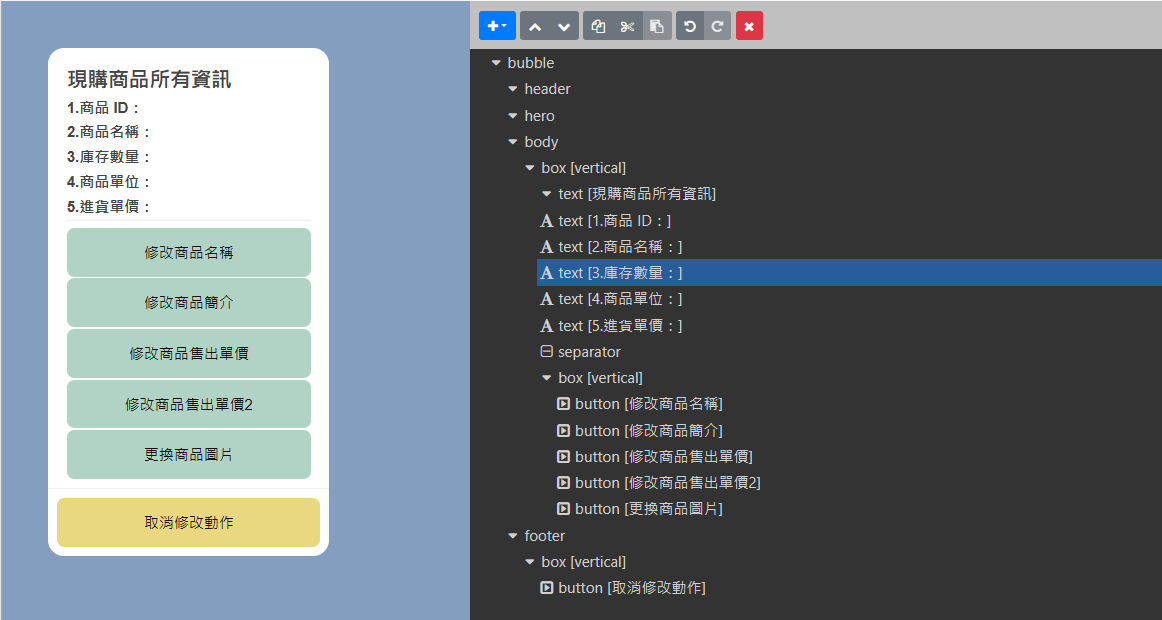 現購商品所有資訊
1.商品 ID：
2.商品名稱：
3.庫存數量：
4.商品單位：
5.進貨單價：
修改商品名稱
修改商品簡介
修改商品售出單價
修改商品售出單價2
更換商品圖片
取消修改動作
bubble
header
hero
body
box [vertical]
text [現購商品所有資訊]
text [1.商品 ID：]
text [2.商品名稱：]
text [3.庫存數量：]
text [4.商品單位：]
text [5.進貨單價：]
separator
box [vertical]
button [修改商品名稱]
button [修改商品簡介]
button [修改商品售出單價]
button [修改商品售出單價2]
button [更換商品圖片]
footer
box [vertical]
button [取消修改動作]